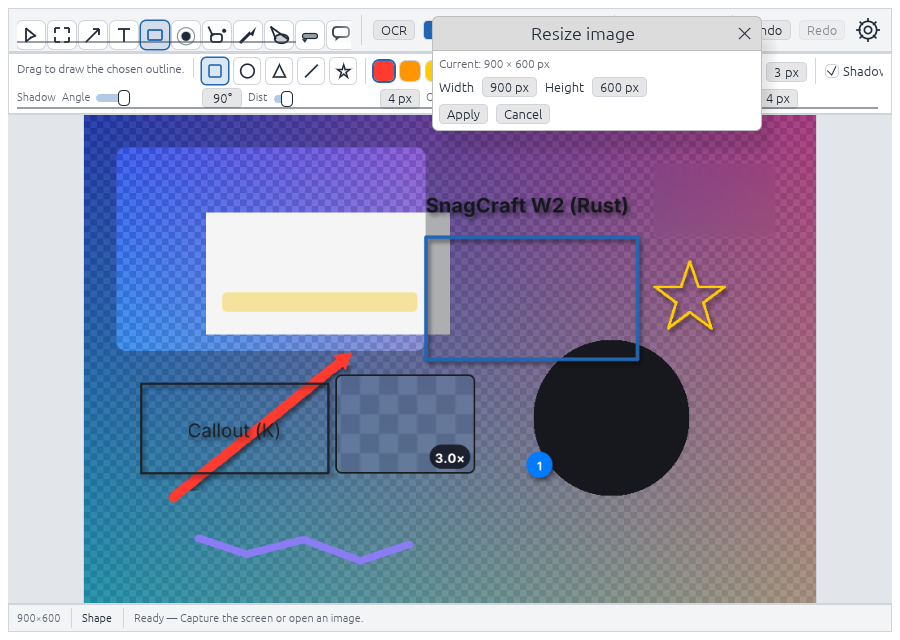 OCR
Resize image
ndo
Redo
Drag to draw the chosen outline.
3 px
Shadov
Current: 900 × 600 px
Width
900 px
Height
600 px
Shadow
Angle
90°
Dist
4 px
4 px
Apply
Cancel
SnagCraft W2 (Rust)
Callout (K)
3.0×
1
900×600
Shape
Ready — Capture the screen or open an image.